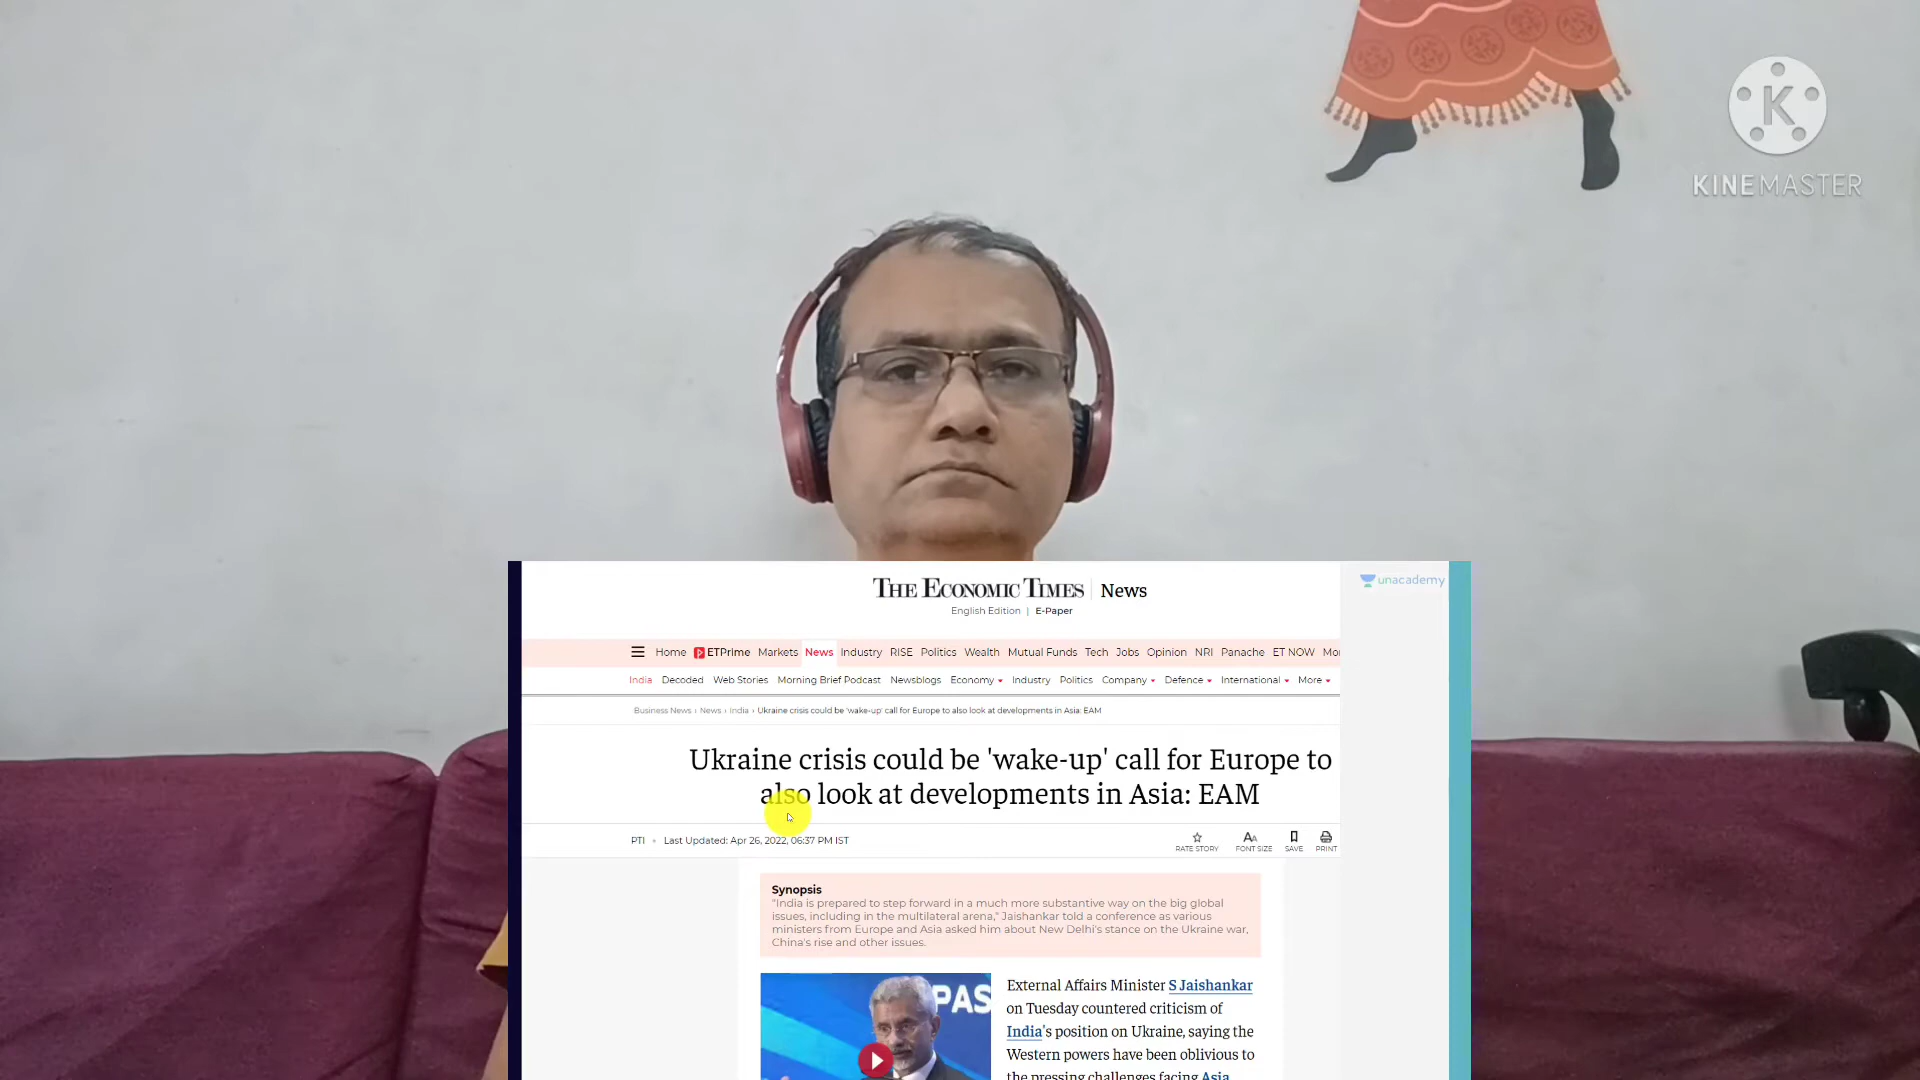 K
KINEMASTER
THE ECONOMIC TIMES | News
unacademy
English Edition | E-Paper
Home ETPrime Markets News Industry RISE Politics Wealth Mutual Funds Tech Jobs Opinion NRI Panache ET NOW Mor
India Decoded Web Stories Morning Brief Podcast Newsblogs Economy Industry Politics Company Defence International More
Business News › News › India › Ukraine crisis could be 'wake-up' call for Europe to also look at developments in Asia: EAM
Ukraine crisis could be 'wake-up' call for Europe to
also look at developments in Asia: EAM
PTI • Last Updated: Apr 26, 2022, 06:37 PM IST
RATE STORY FONT SIZE SAVE PRINT
Synopsis
"India is prepared to step forward in a much more substantive way on the big global
issues, including in the multilateral arena," Jaishankar told a conference as various
ministers from Europe and Asia asked him about New Delhi's stance on the Ukraine war,
China's rise and other issues.
PAS
External Affairs Minister S Jaishankar
on Tuesday countered criticism of
India's position on Ukraine, saying the
Western powers have been oblivious to
the pressing challenges facing Asia